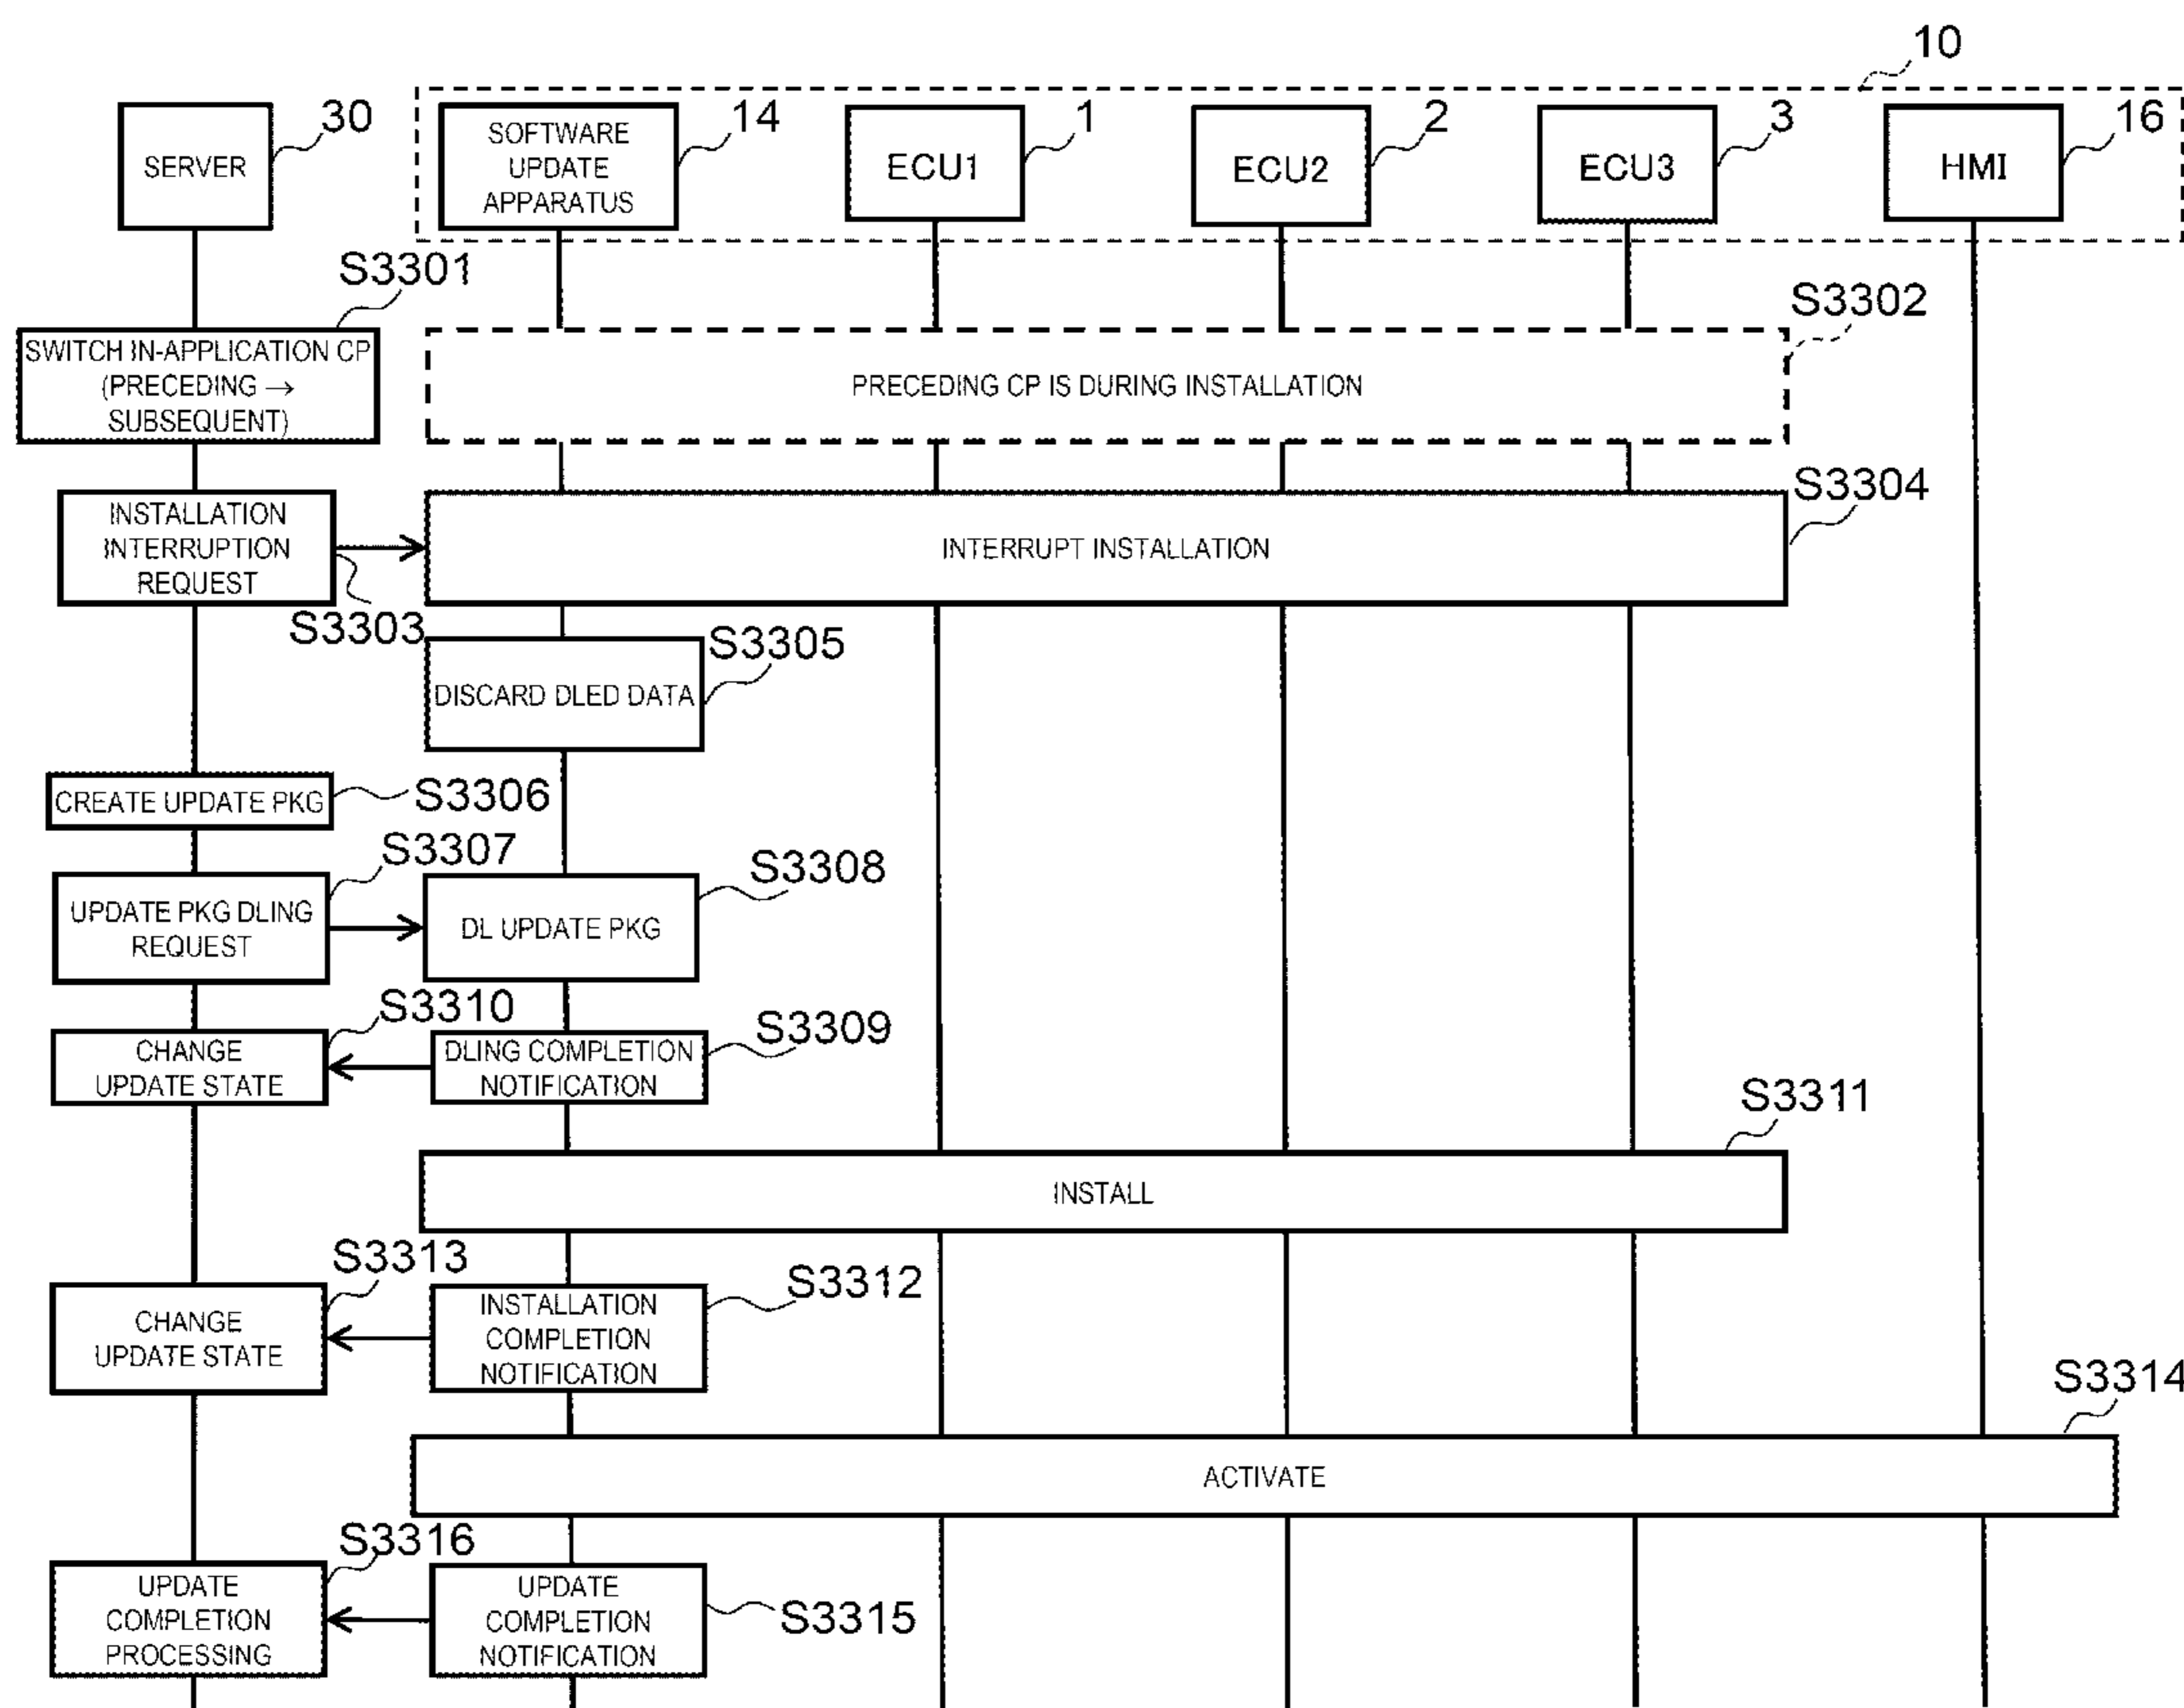 10
30
14
1
2
3
16
SERVER
SOFTWARE
UPDATE
APPARATUS
ECU1
ECU2
ECU3
HMI
S3301
S3302
SWITCH IN-APPLICATION CP
(PRECEDING →
SUBSEQUENT)
PRECEDING CP IS DURING INSTALLATION
S3304
INSTALLATION
INTERRUPTION
REQUEST
INTERRUPT INSTALLATION
S3303
S3305
DISCARD DLED DATA
CREATE UPDATE PKG
S3306
S3307
S3308
UPDATE PKG DLING
REQUEST
DL UPDATE PKG
S3310
S3309
CHANGE
UPDATE STATE
DLING COMPLETION
NOTIFICATION
S3311
INSTALL
S3313
S3312
CHANGE
UPDATE STATE
INSTALLATION
COMPLETION
NOTIFICATION
S3314
ACTIVATE
S3316
UPDATE
COMPLETION
PROCESSING
UPDATE
COMPLETION
NOTIFICATION
S3315